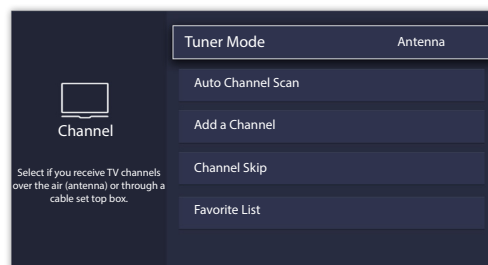 Tuner Mode Antenna
Auto Channel Scan
Add a Channel
Channel Skip
Favorite List
Channel
Select if you receive TV channels
over the air (antenna) or through a
cable set top box.